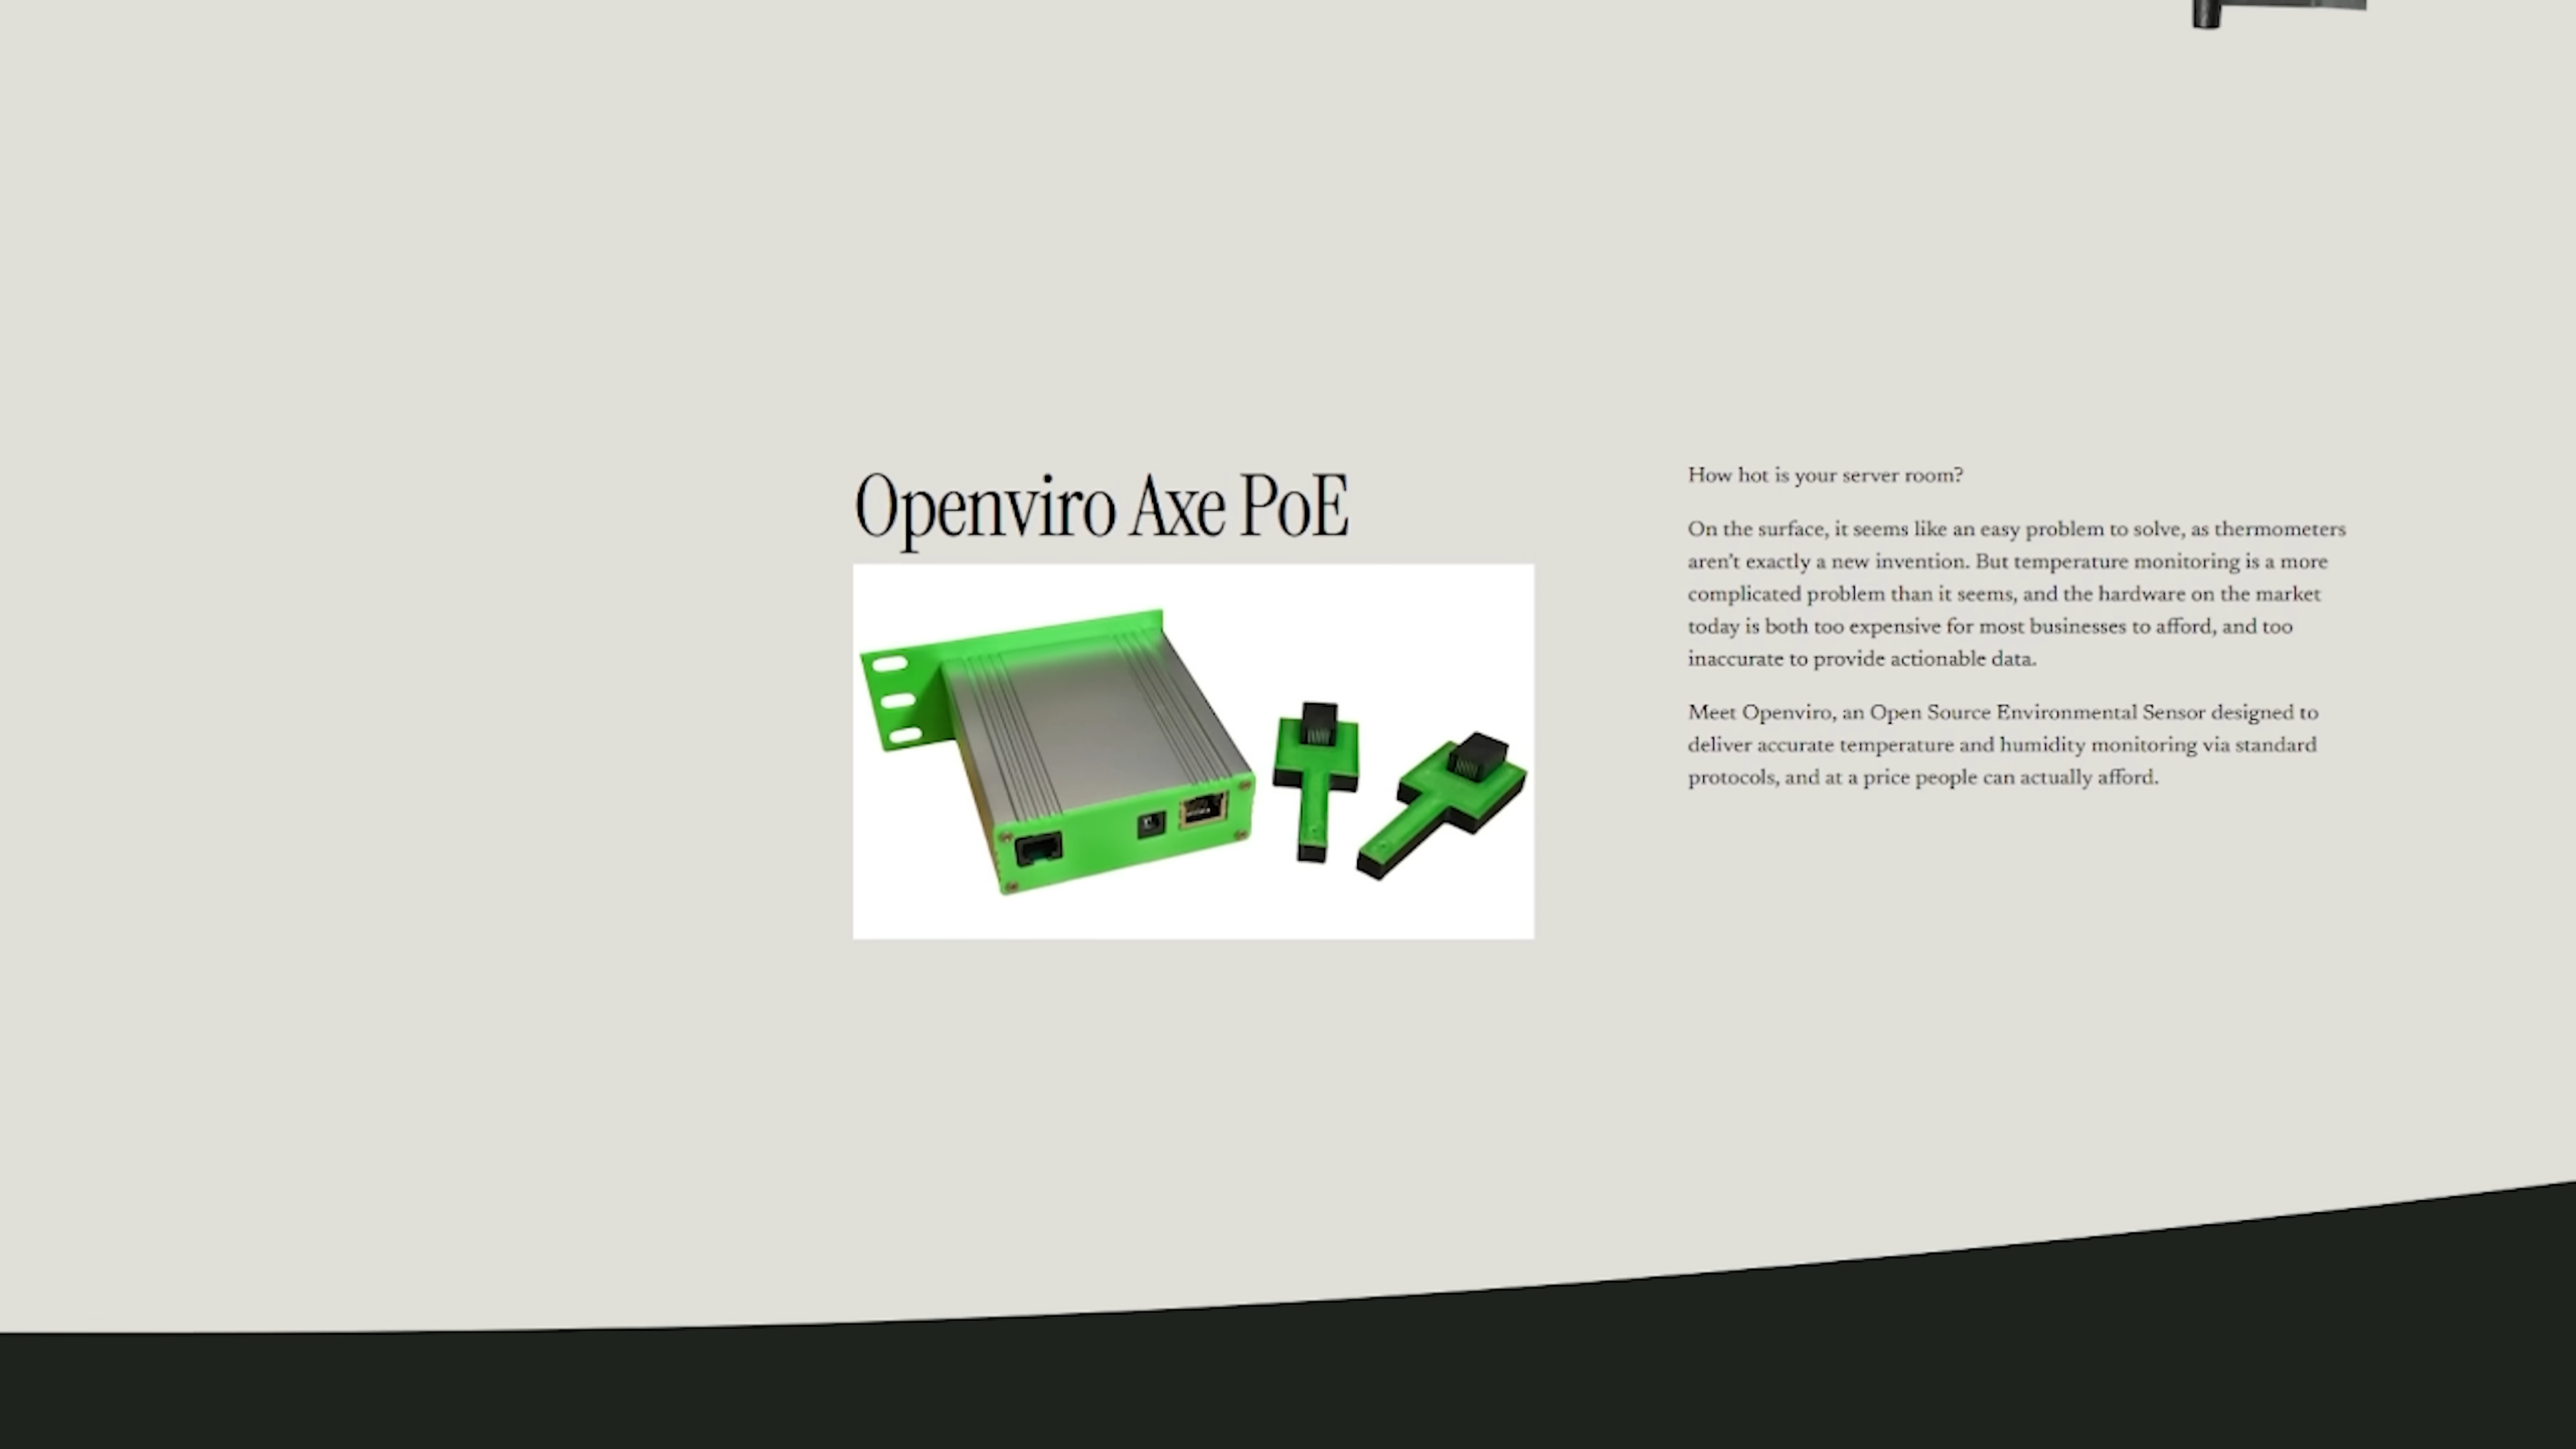 Openviro Axe PoE
How hot is your server room?
On the surface, it seems like an easy problem to solve, as thermometers
aren’t exactly a new invention. But temperature monitoring is a more
complicated problem than it seems, and the hardware on the market
today is both too expensive for most businesses to afford, and too
inaccurate to provide actionable data.
Meet Openviro, an Open Source Environmental Sensor designed to
deliver accurate temperature and humidity monitoring via standard
protocols, and at a price people can actually afford.